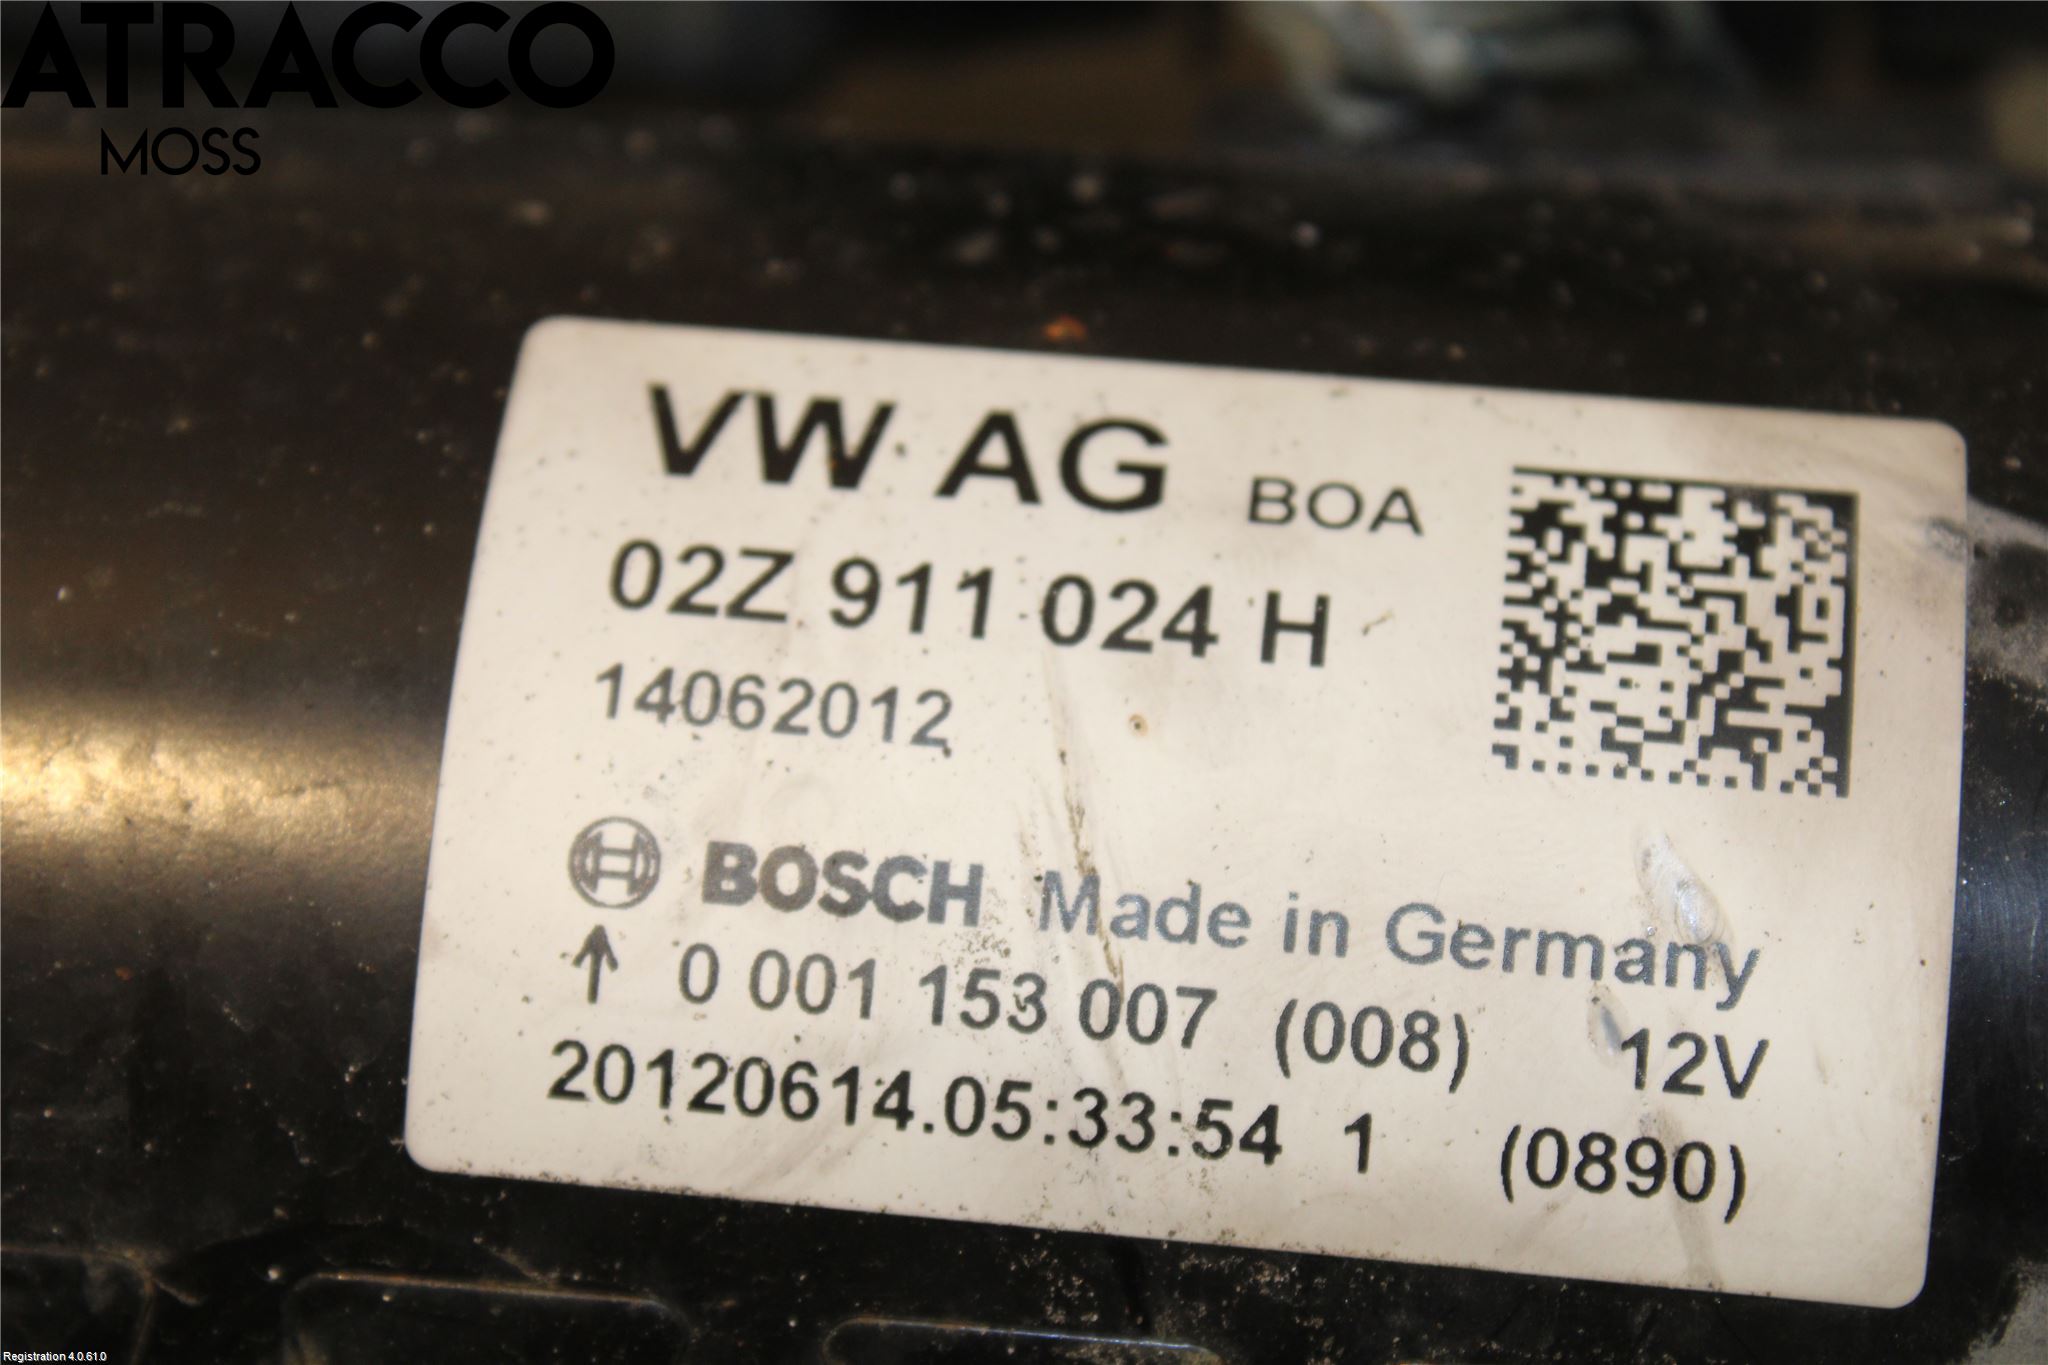 ATRACCO
MOSS
VW AG BOA
02Z 911 024 H
14062012
BOSCH Made in Germany
↑ 0 001 153 007 (008) 12V
20120614.05:33:54 1 (0890)
Registration 4.0.61.0